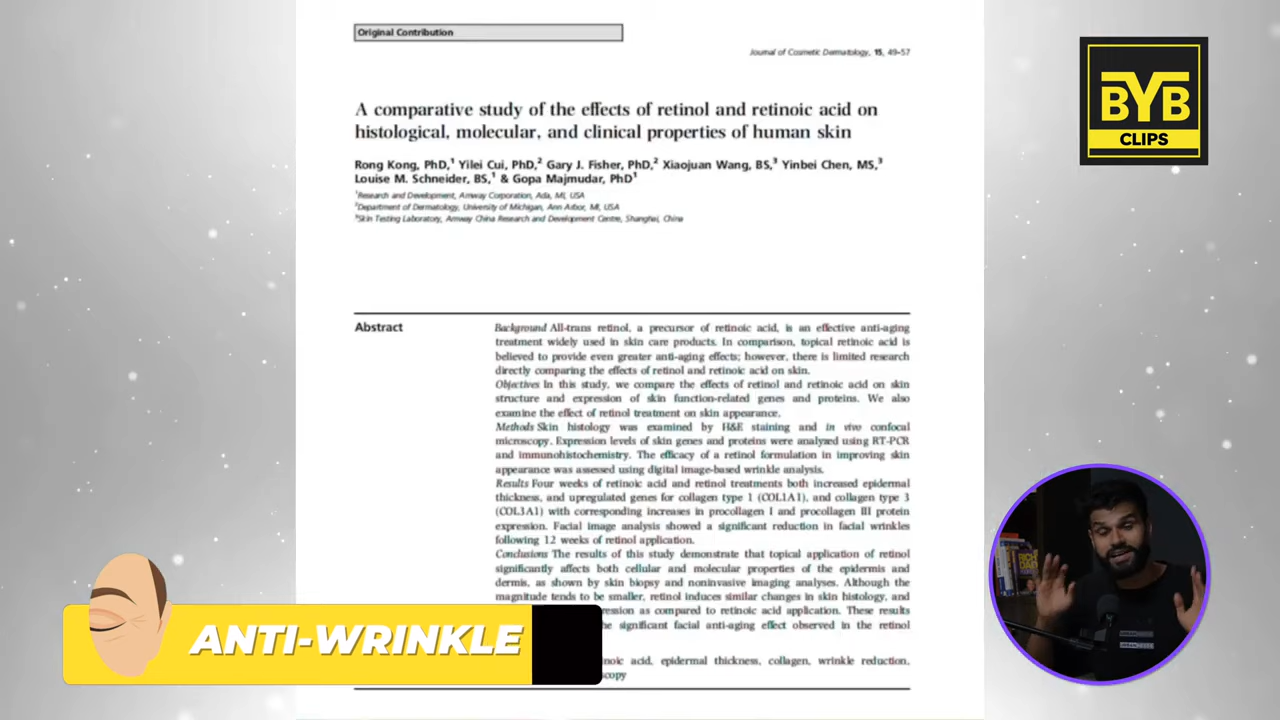 Original Contribution
Journal of Cosmetic Dermatology, 15, 49–57
BYB
CLIPS
A comparative study of the effects of retinol and retinoic acid on
histological, molecular, and clinical properties of human skin
Rong Kong, PhD,1 Yilei Cui, PhD,2 Gary J. Fisher, PhD,2 Xiaojuan Wang, BS,3 Yinbei Chen, MS,3
Louise M. Schneider, BS,1 & Gopa Majmudar, PhD1
1Research and Development, Amway Corporation, Ada, MI, USA
2Department of Dermatology, University of Michigan, Ann Arbor, MI, USA
3Skin Testing Laboratory, Amway China Research and Development Centre, Shanghai, China
Abstract
Background All-trans retinol, a precursor of retinoic acid, is an effective anti-aging
treatment widely used in skin care products. In comparison, topical retinoic acid is
believed to provide even greater anti-aging effects; however, there is limited research
directly comparing the effects of retinol and retinoic acid on skin.
Objectives In this study, we compare the effects of retinol and retinoic acid on skin
structure and expression of skin function-related genes and proteins. We also
examine the effect of retinol treatment on skin appearance.
Methods Skin histology was examined by H&E staining and in vivo confocal
microscopy. Expression levels of skin genes and proteins were analyzed using RT-PCR
and immunohistochemistry. The efficacy of a retinol formulation in improving skin
appearance was assessed using digital image-based wrinkle analysis.
Results Four weeks of retinoic acid and retinol treatments both increased epidermal
thickness, and upregulated genes for collagen type 1 (COL1A1), and collagen type 3
(COL3A1) with corresponding increases in procollagen I and procollagen III protein
expression. Facial image analysis showed a significant reduction in facial wrinkles
following 12 weeks of retinol application.
Conclusions The results of this study demonstrate that topical application of retinol
significantly affects both cellular and molecular properties of the epidermis and
dermis, as shown by skin biopsy and noninvasive imaging analyses. Although the
magnitude tends to be smaller, retinol induces similar changes in skin histology, and
ression as compared to retinoic acid application. These results
he significant facial anti-aging effect observed in the retinol
noic acid, epidermal thickness, collagen, wrinkle reduction,
scopy
ANTI-WRINKLE
RICH
DAD